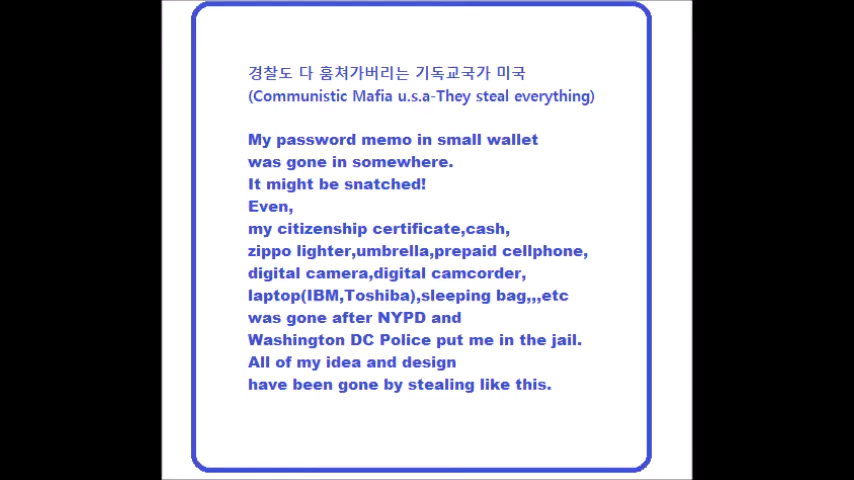 경찰도 다 훔쳐가버리는 기독교국가 미국
(Communistic Mafia u.s.a-They steal everything)
My password memo in small wallet
was gone in somewhere.
It might be snatched!
Even,
my citizenship certificate,cash,
zippo lighter,umbrella,prepaid cellphone,
digital camera,digital camcorder,
laptop(IBM,Toshiba),sleeping bag,,,etc
was gone after NYPD and
Washington DC Police put me in the jail.
All of my idea and design
have been gone by stealing like this.